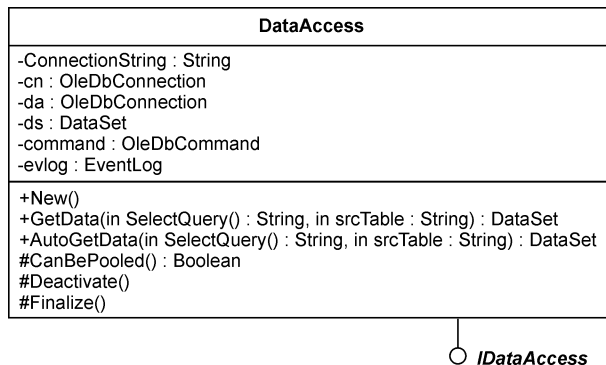 DataAccess
-ConnectionString : String
-cn : OleDbConnection
-da : OleDbConnection
-ds : DataSet
-command : OleDbCommand
-evlog : EventLog
+New()
+GetData(in SelectQuery() : String, in srcTable : String) : DataSet
+AutoGetData(in SelectQuery() : String, in srcTable : String) : DataSet
#CanBePooled() : Boolean
#Deactivate()
#Finalize()
IDataAccess